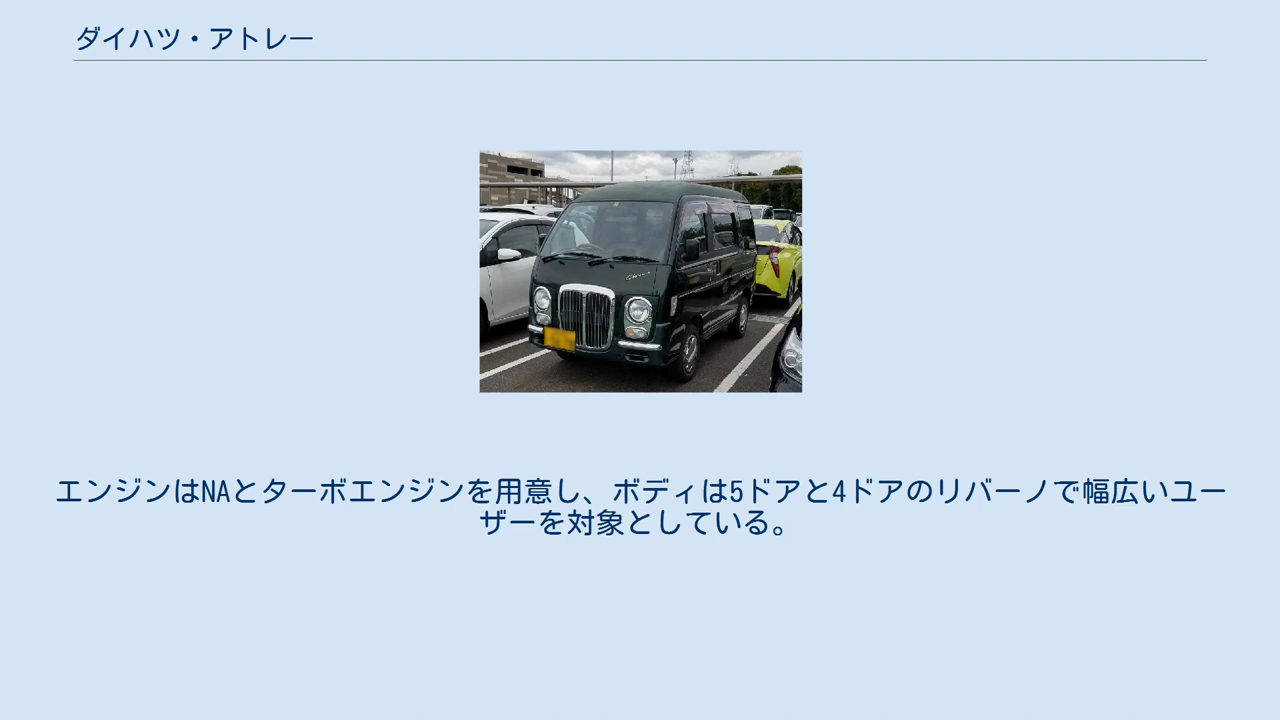 ダイハツ・アトレー
エンジンはNAとターボエンジンを用意し、ボディは5ドアと4ドアのリバーノで幅広いユー
ザーを対象としている。